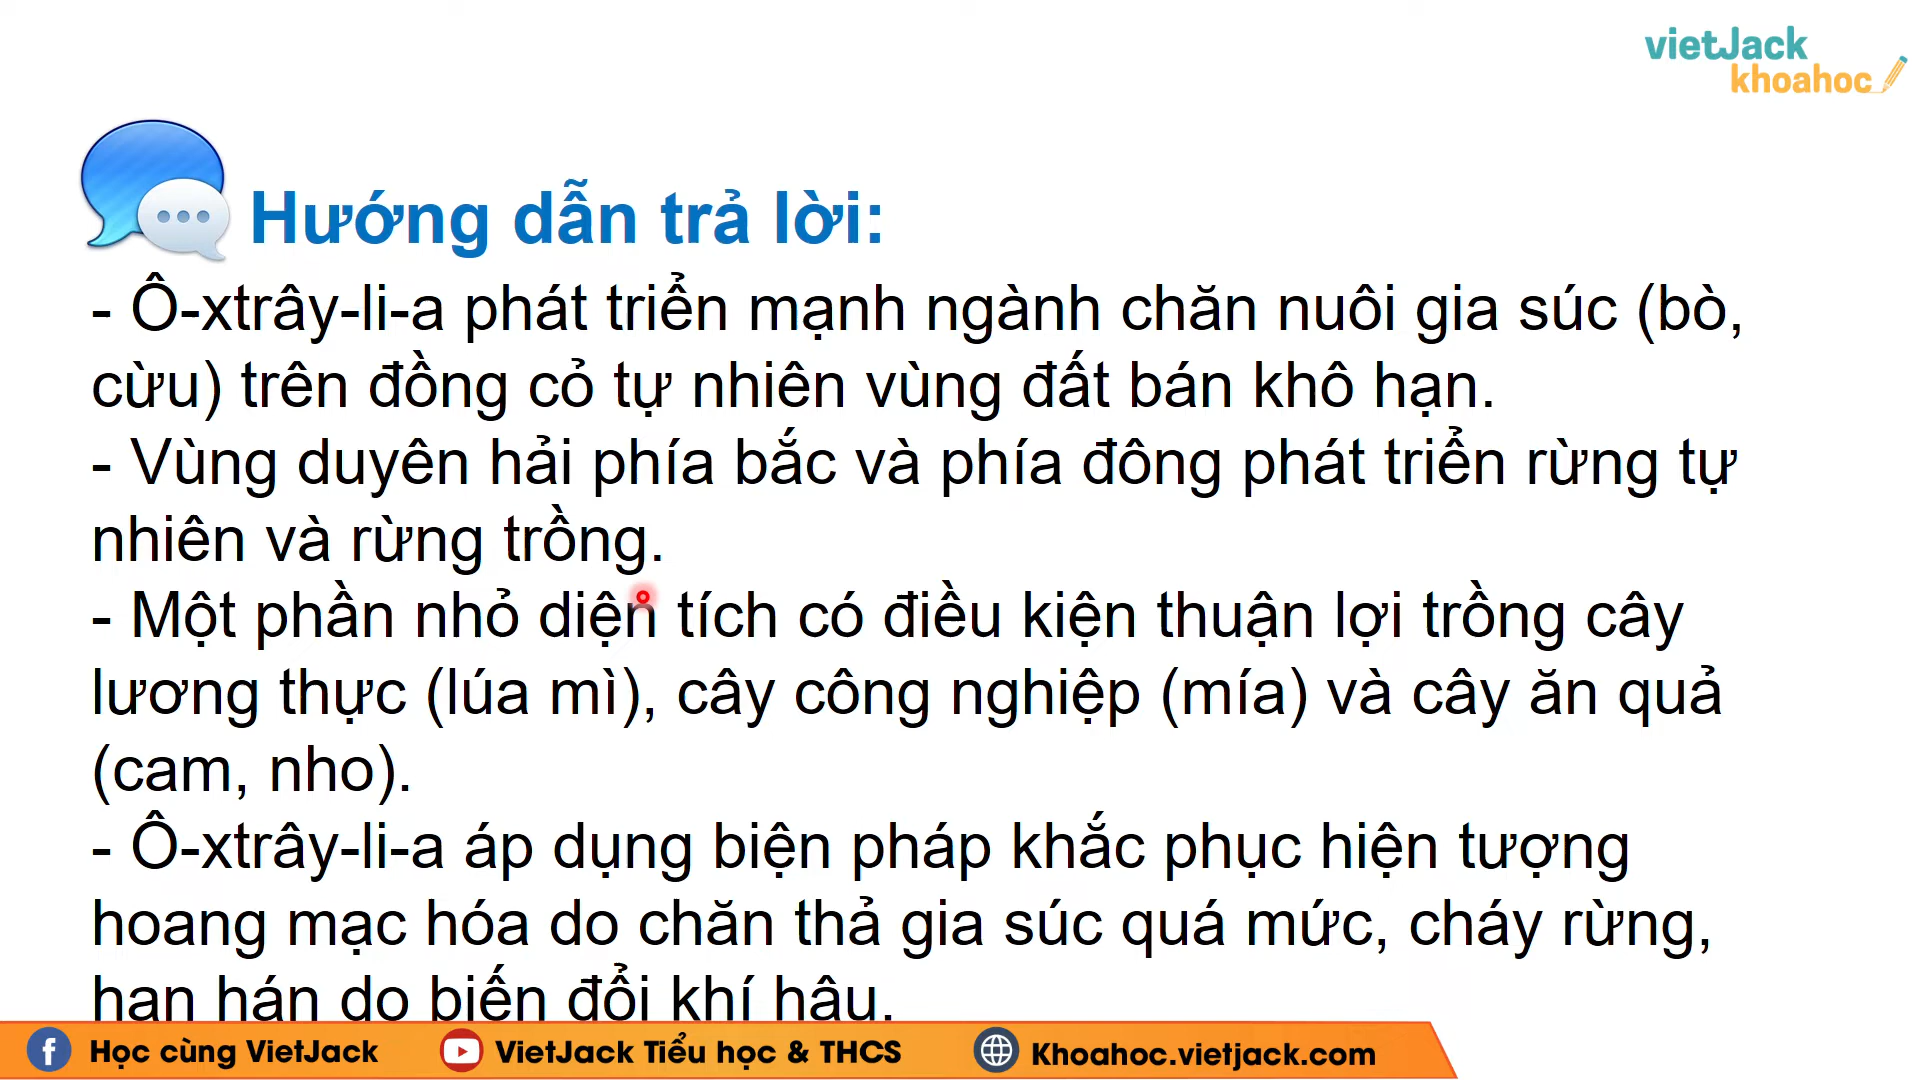 vietJack
khoahoc
Hướng dẫn trả lời:
- Ô-xtrây-li-a phát triển mạnh ngành chăn nuôi gia súc (bò,
cừu) trên đồng cỏ tự nhiên vùng đất bán khô hạn.
- Vùng duyên hải phía bắc và phía đông phát triển rừng tự
nhiên và rừng trồng.
- Một phần nhỏ diện tích có điều kiện thuận lợi trồng cây
lương thực (lúa mì), cây công nghiệp (mía) và cây ăn quả
(cam, nho).
- Ô-xtrây-li-a áp dụng biện pháp khắc phục hiện tượng
hoang mạc hóa do chăn thả gia súc quá mức, cháy rừng,
hạn hán do biến đổi khí hậu.
Học cùng VietJack
VietJack Tiểu học & THCS
Khoahoc.vietjack.com